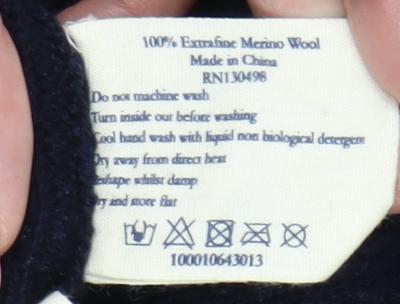 100% Extrafine Merino Wool
Made in China
RN130498
Do not machine wash
Turn inside out before washing
Cool hand wash with liquid non biological detergent
Dry away from direct heat
Reshape whilst damp
Dry and store flat
100010643013